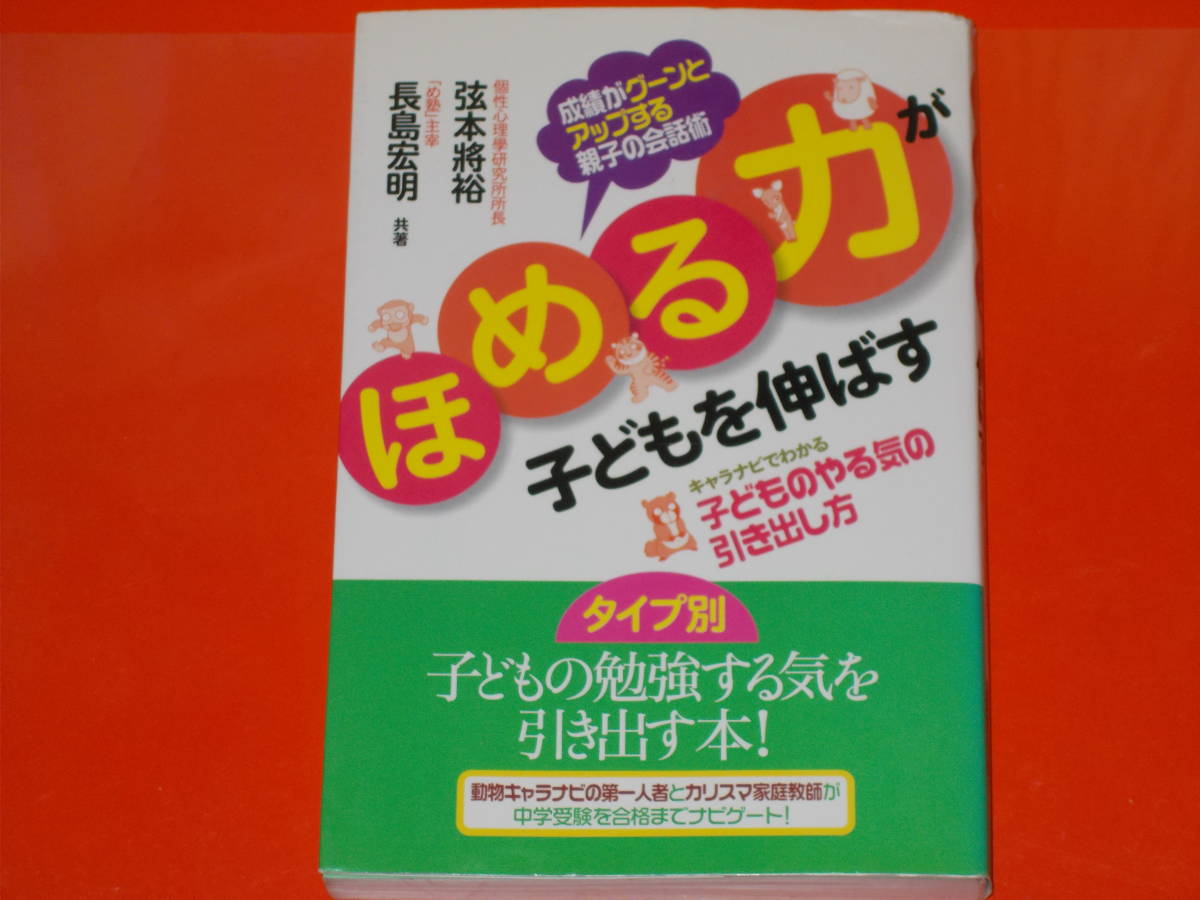 個性心理學研究所所長
弦本將裕
「め塾」主宰
長島宏明
共著
成績がグーンと
アップする
親子の会話術
ほめる力が
子どもを伸ばす
キャラナビでわかる
子どものやる気の
引き出し方
タイプ別
子どもの勉強する気を
引き出す本!
動物キャラナビの第一人者とカリスマ家庭教師が
中学受験を合格までナビゲート!